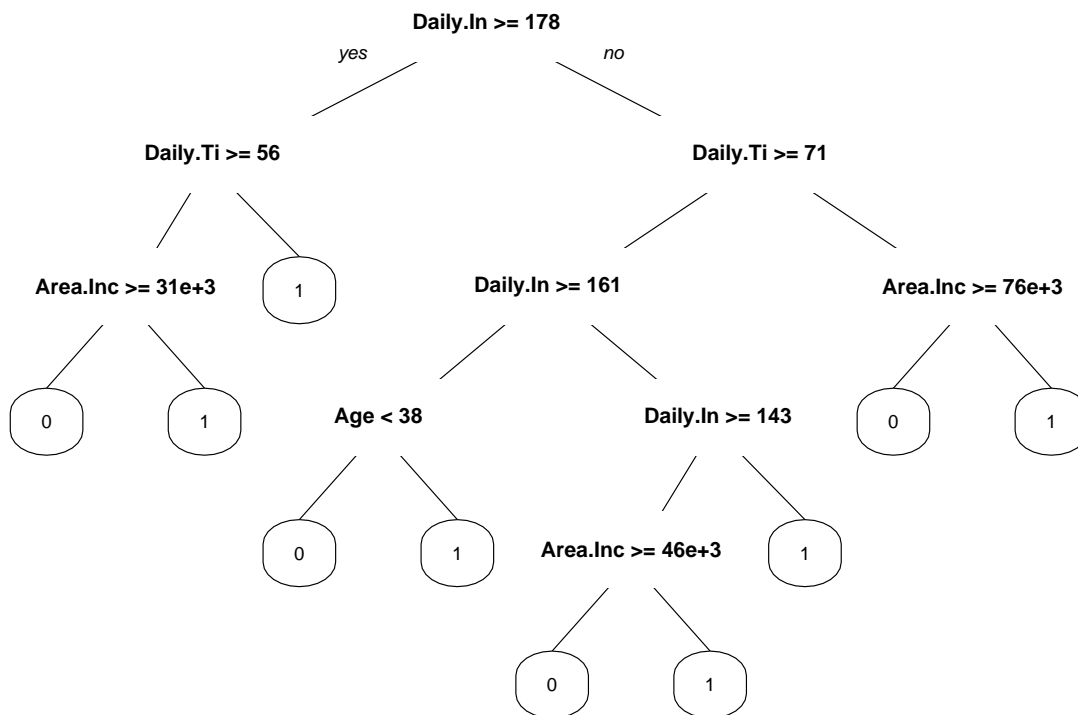 Daily.In >= 178
yes
no
Daily.Ti >= 56
Daily.Ti >= 71
Area.Inc >= 31e+3
1
Daily.In >= 161
Area.Inc >= 76e+3
0
1
Age < 38
Daily.In >= 143
0
1
0
1
Area.Inc >= 46e+3
1
0
1